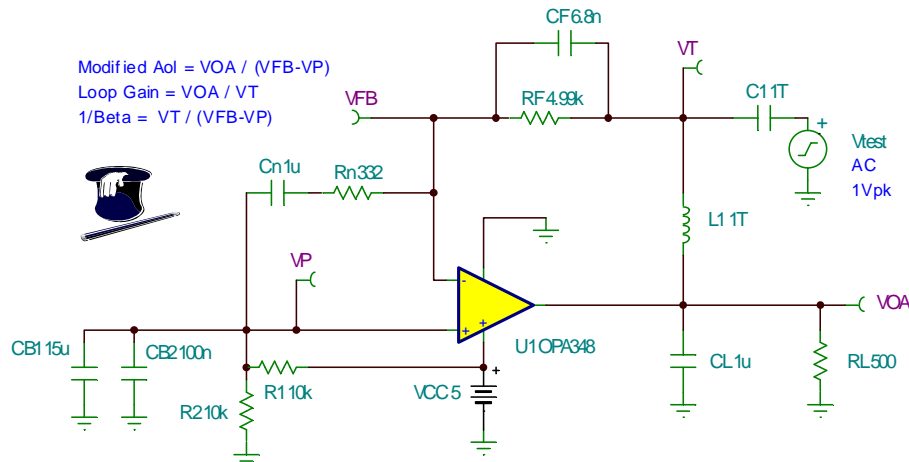 CF6.8n
VT
Modified Aol = VOA / (VFB-VP)
Loop Gain = VOA / VT
1/Beta = VT / (VFB-VP)
VFB
RF4.99k
C11T
+
Vtest
AC
1Vpk
Cn1u
Rn332
L11T
VP
-
+
+
U1OPA348
VOA
CB115u
CB2100n
R110k
+
VCC5
CL1u
RL500
R210k